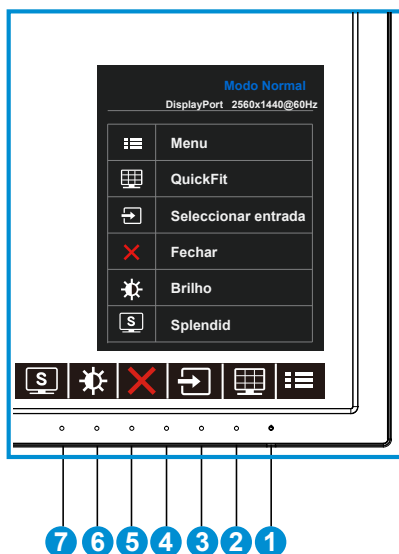 Modo Normal
DisplayPort 2560x1440@60Hz
Menu
QuickFit
Seleccionar entrada
Fechar
Brilho
S Splendid
S
7 6 5 4 3 2 1